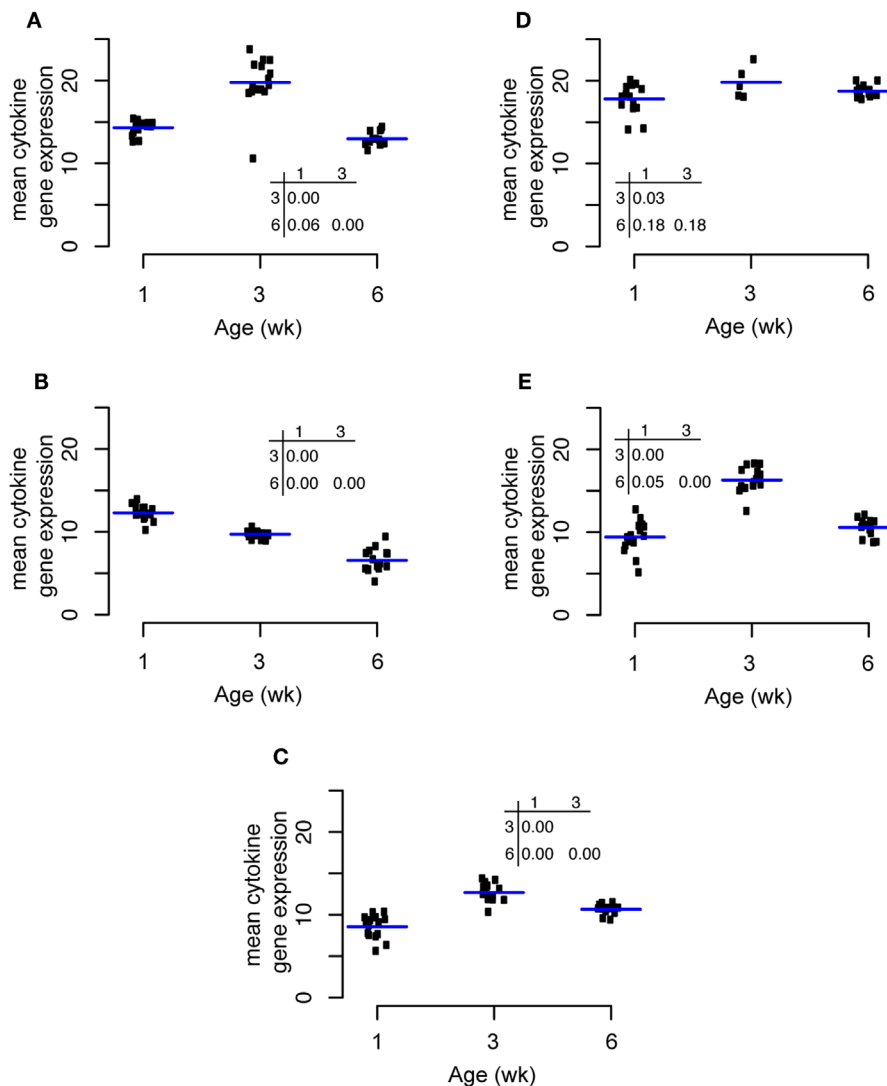 A
mean cytokine
gene expression
0 10 20
1 3
3 0.00
6 0.06 0.00
1 3 6
Age (wk)
D
mean cytokine
gene expression
0 10 20
1 3
3 0.03
6 0.18 0.18
1 3 6
Age (wk)
B
mean cytokine
gene expression
0 10 20
1 3
3 0.00
6 0.00 0.00
1 3 6
Age (wk)
E
mean cytokine
gene expression
0 10 20
1 3
3 0.00
6 0.05 0.00
1 3 6
Age (wk)
C
mean cytokine
gene expression
0 10 20
1 3
3 0.00
6 0.00 0.00
1 3 6
Age (wk)